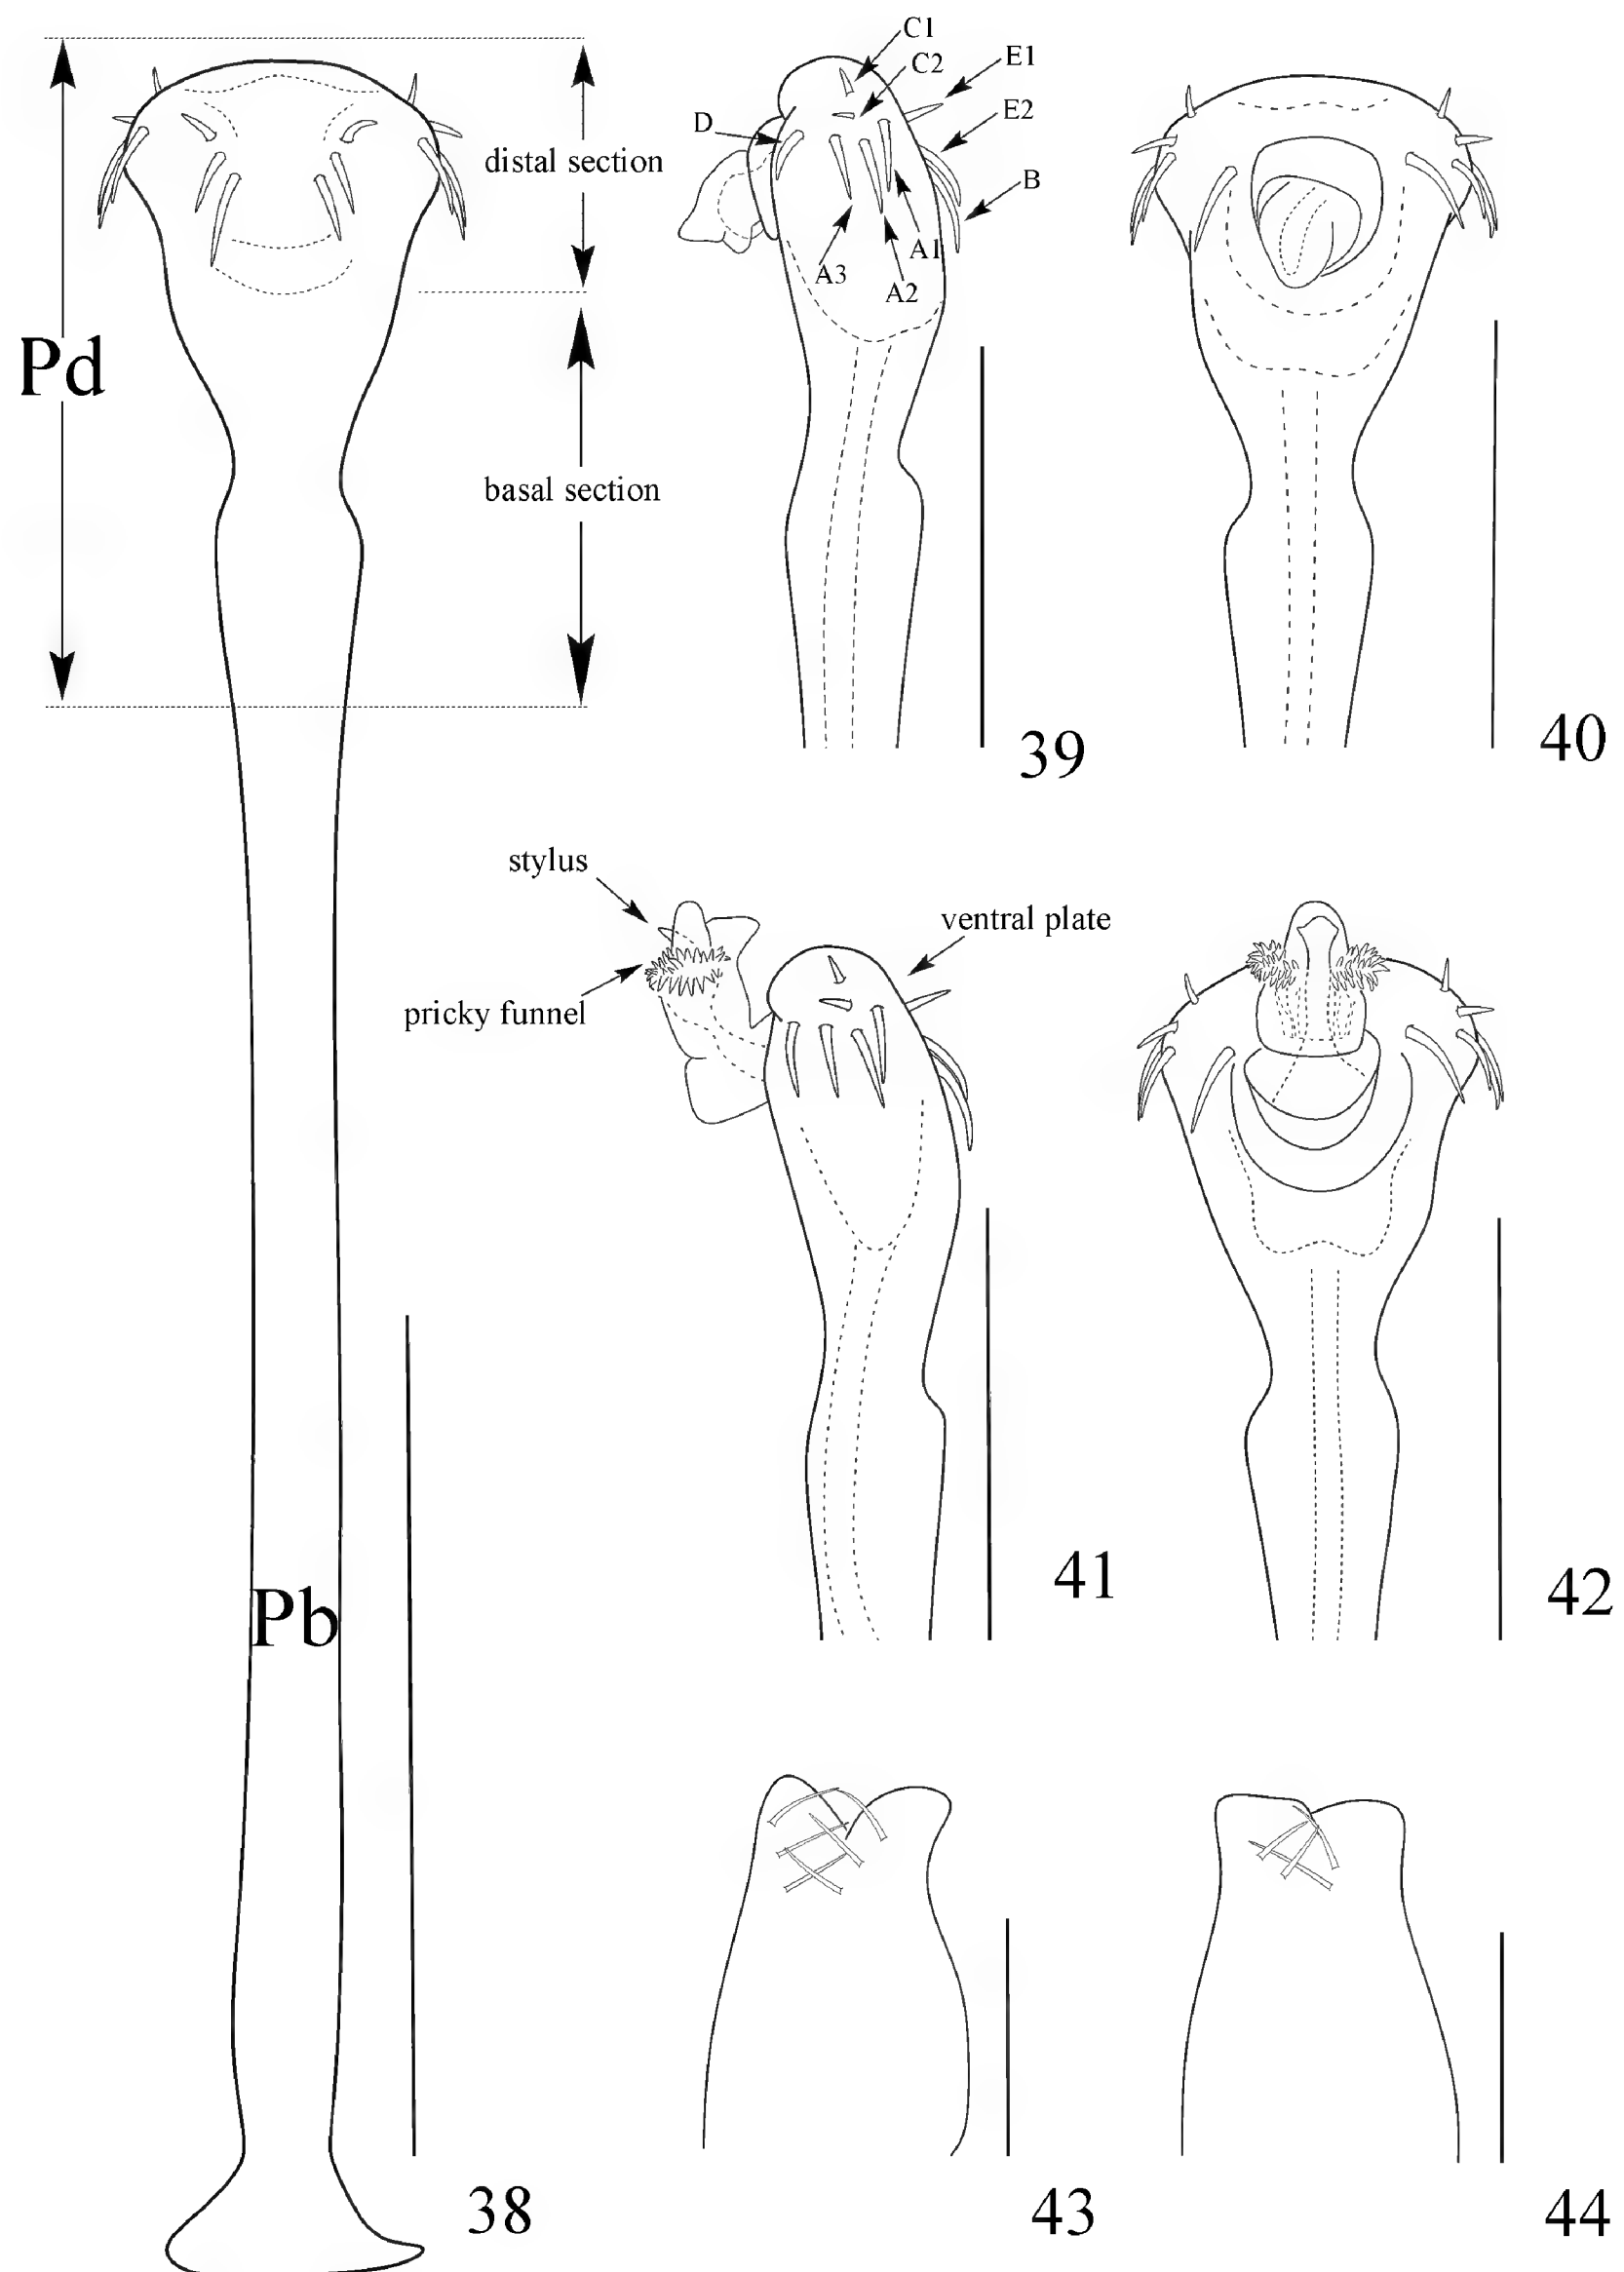 Pd
distal section
basal section
Pb
38
C1
C2
E1
E2
D
B
A1
A3
A2
39
40
stylus
ventral plate
pricky funnel
41
42
43
44